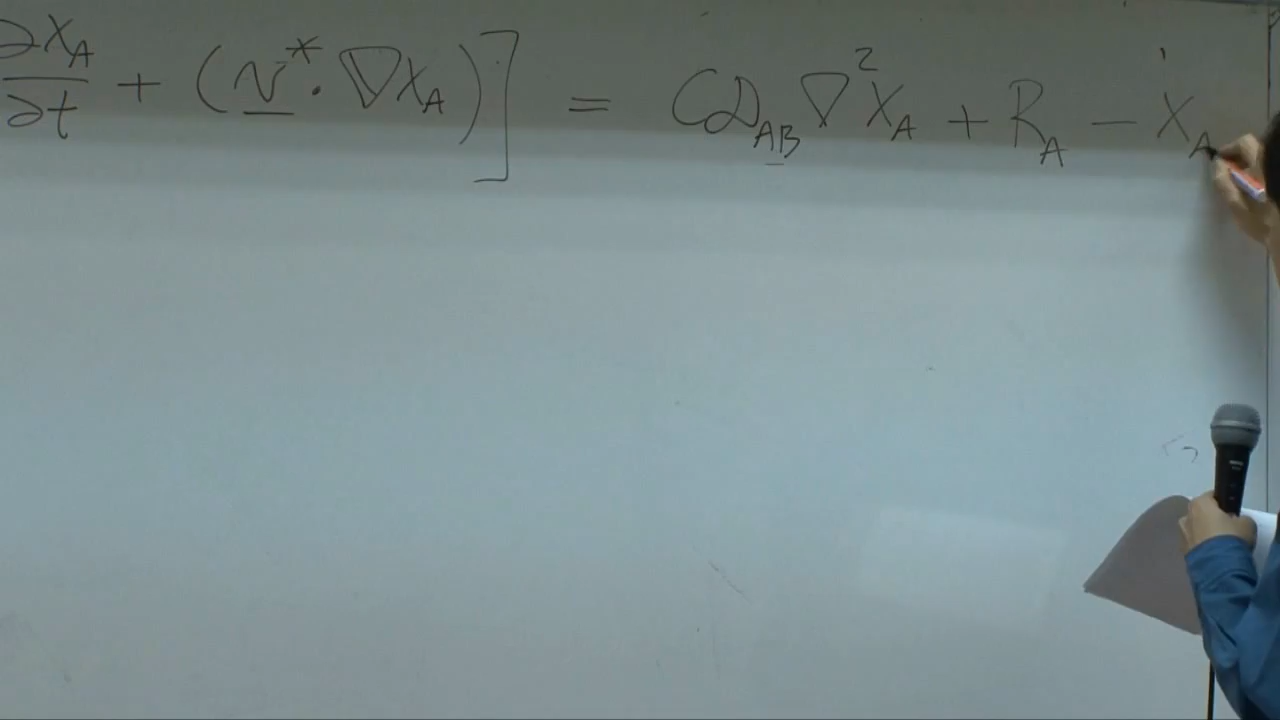 ∂x_A/∂t + (v* · ∇x_A)] = C𝒟_AB ∇²x_A + R_A − x_A